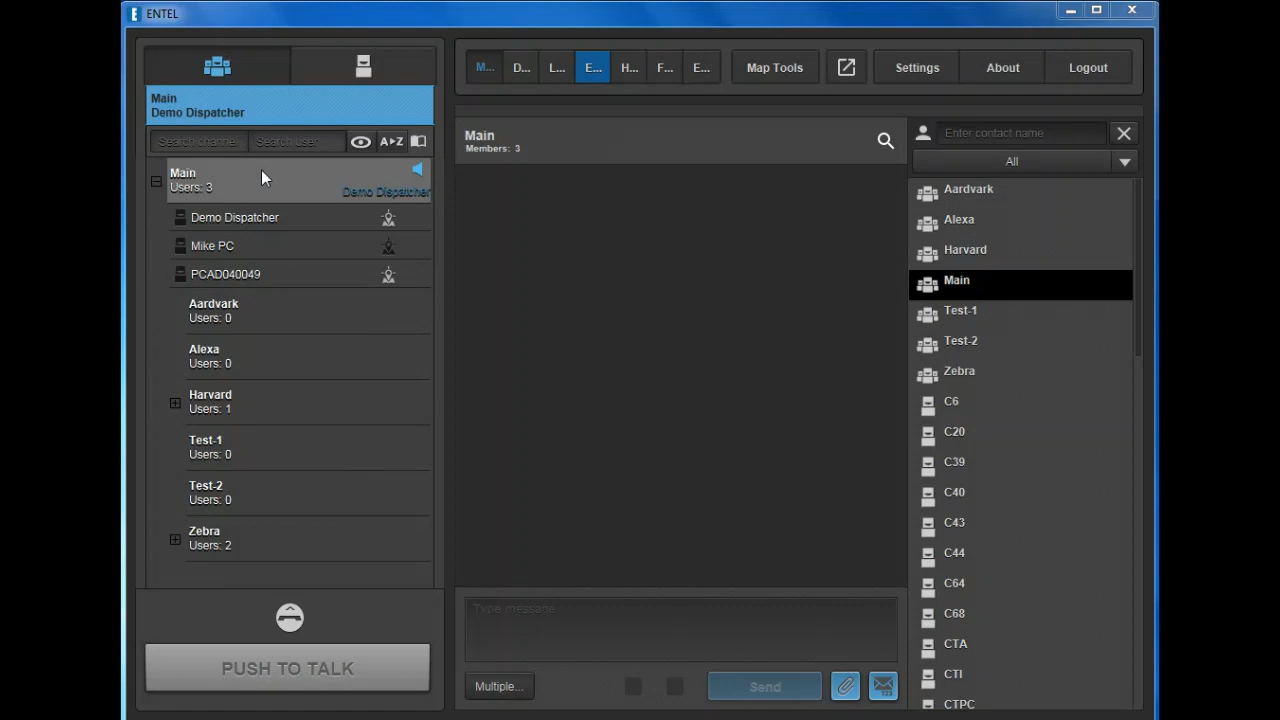 ENTEL
Main
Demo Dispatcher
Search channel
Search user
A▸Z
Main
Users: 3
Demo Dispatcher
Demo Dispatcher
Mike PC
PCAD040049
Aardvark
Users: 0
Alexa
Users: 0
Harvard
Users: 1
Test-1
Users: 0
Test-2
Users: 0
Zebra
Users: 2
PUSH TO TALK
M... D... L... E... H... F... E... Map Tools Settings About Logout
Main
Members: 3
Type message
Multiple...
Send
Enter contact name
All
Aardvark
Alexa
Harvard
Main
Test-1
Test-2
Zebra
C6
C20
C39
C40
C43
C44
C64
C68
CTA
CTI
CTPC